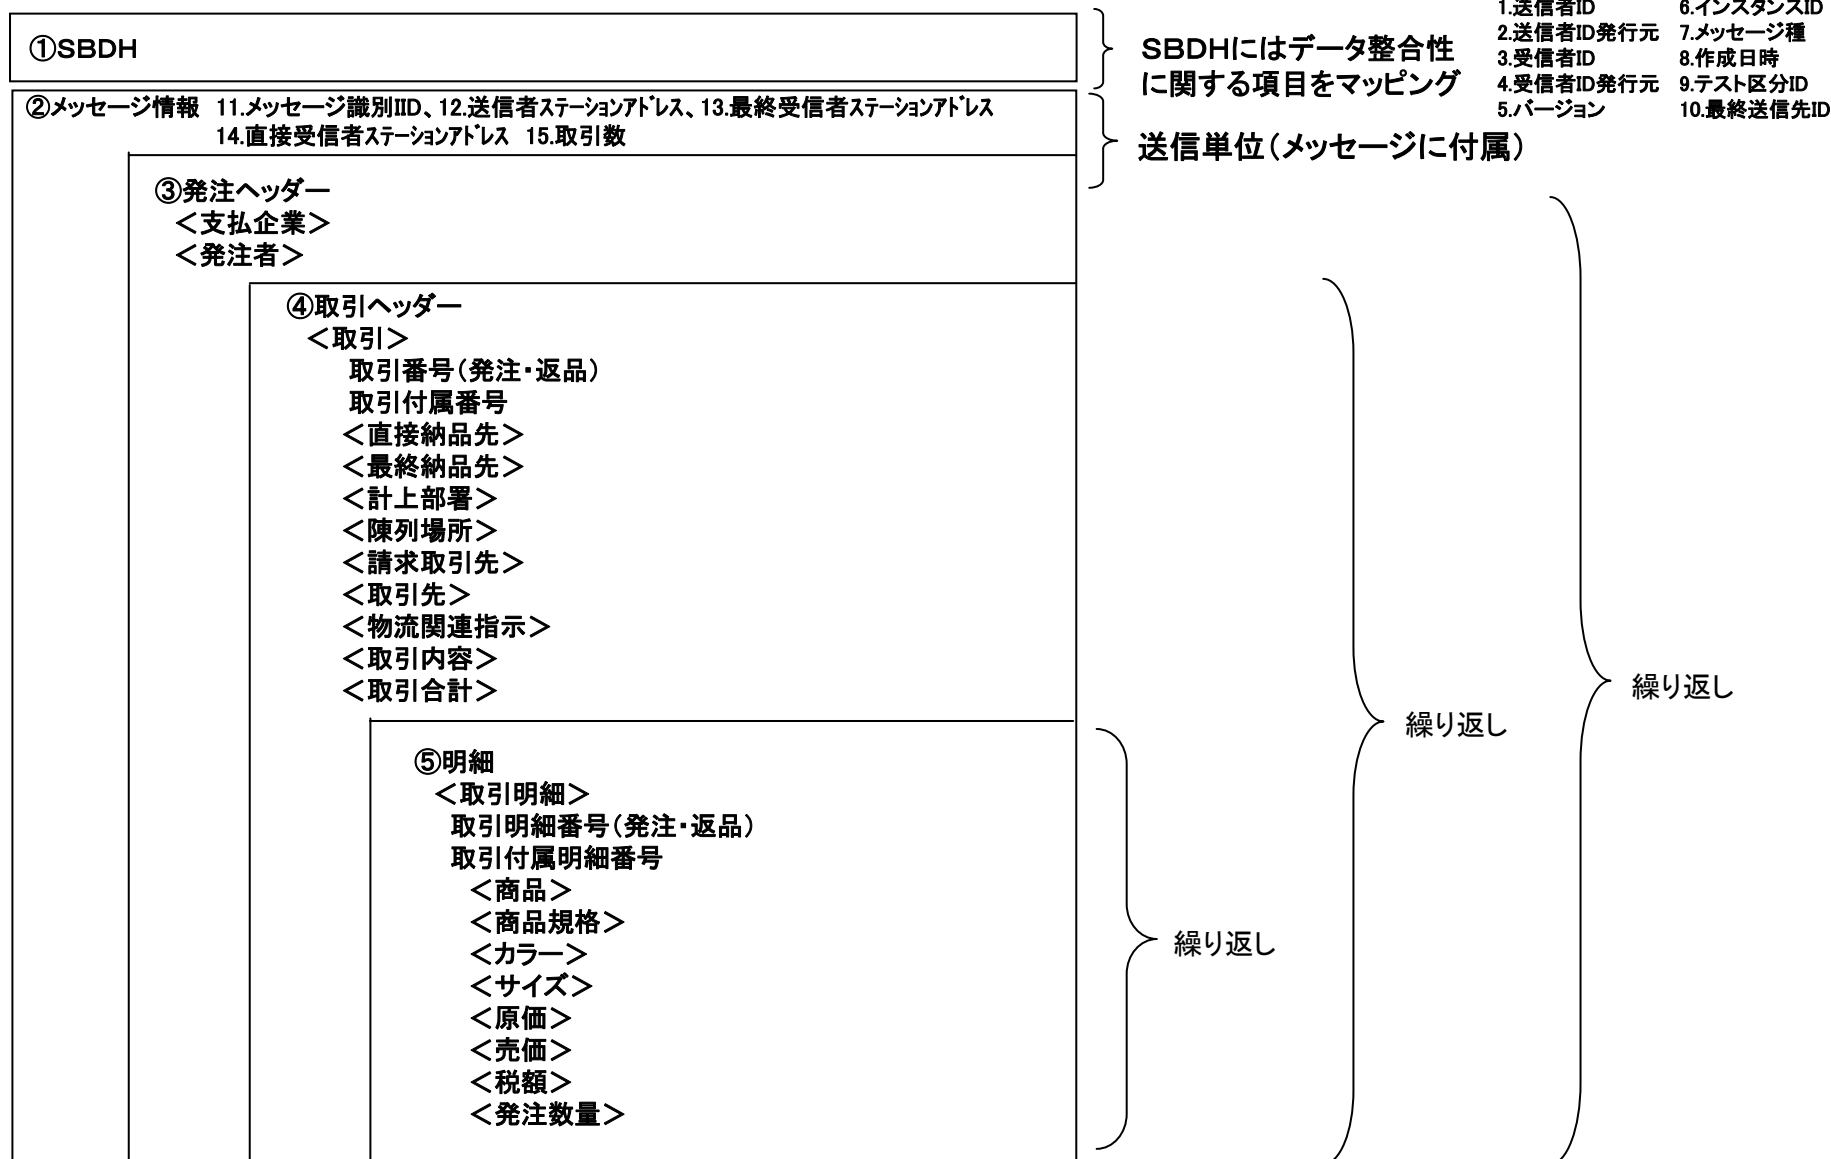 ①SBDH
SBDHにはデータ整合性
に関する項目をマッピング
1.送信者ID 6.インスタンスID
2.送信者ID発行元 7.メッセージ種
3.受信者ID 8.作成日時
4.受信者ID発行元 9.テスト区分ID
5.バージョン 10.最終送信先ID
②メッセージ情報 11.メッセージ識別IID、12.送信者ステーションアドレス、13.最終受信者ステーションアドレス
14.直接受信者ステーションアドレス 15.取引数
送信単位(メッセージに付属)
③発注ヘッダー
＜支払企業＞
＜発注者＞
④取引ヘッダー
＜取引＞
取引番号(発注・返品)
取引付属番号
＜直接納品先＞
＜最終納品先＞
＜計上部署＞
＜陳列場所＞
＜請求取引先＞
＜取引先＞
＜物流関連指示＞
＜取引内容＞
＜取引合計＞
繰り返し
繰り返し
⑤明細
＜取引明細＞
取引明細番号(発注・返品)
取引付属明細番号
＜商品＞
＜商品規格＞
＜カラー＞
＜サイズ＞
＜原価＞
＜売価＞
＜税額＞
＜発注数量＞
繰り返し